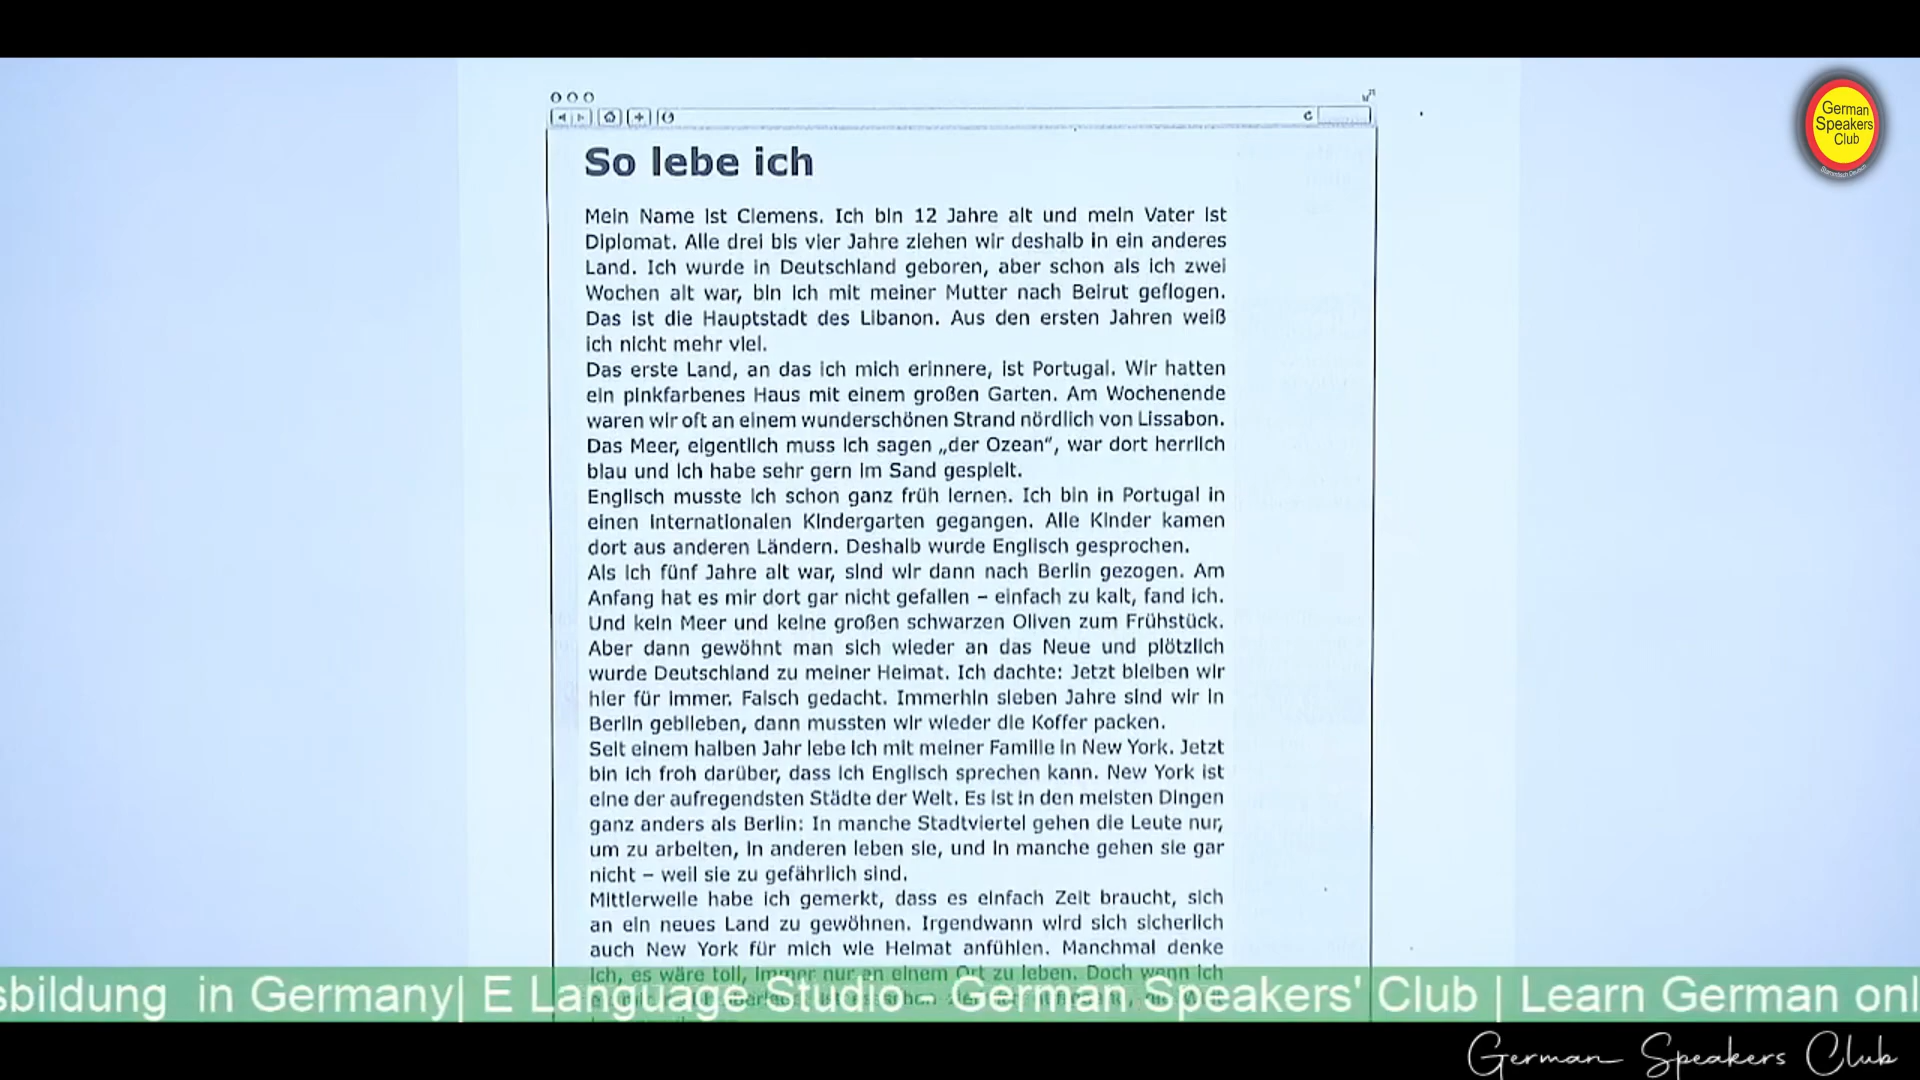 German
Speakers
Club
Stammtisch Deutsch
So lebe ich
Mein Name ist Clemens. Ich bin 12 Jahre alt und mein Vater ist
Diplomat. Alle drei bis vier Jahre ziehen wir deshalb in ein anderes
Land. Ich wurde in Deutschland geboren, aber schon als ich zwei
Wochen alt war, bin ich mit meiner Mutter nach Beirut geflogen.
Das ist die Hauptstadt des Libanon. Aus den ersten Jahren weiß
ich nicht mehr viel.
Das erste Land, an das ich mich erinnere, ist Portugal. Wir hatten
ein pinkfarbenes Haus mit einem großen Garten. Am Wochenende
waren wir oft an einem wunderschönen Strand nördlich von Lissabon.
Das Meer, eigentlich muss ich sagen „der Ozean“, war dort herrlich
blau und ich habe sehr gern im Sand gespielt.
Englisch musste ich schon ganz früh lernen. Ich bin in Portugal in
einen internationalen Kindergarten gegangen. Alle Kinder kamen
dort aus anderen Ländern. Deshalb wurde Englisch gesprochen.
Als ich fünf Jahre alt war, sind wir dann nach Berlin gezogen. Am
Anfang hat es mir dort gar nicht gefallen – einfach zu kalt, fand ich.
Und kein Meer und keine großen schwarzen Oliven zum Frühstück.
Aber dann gewöhnt man sich wieder an das Neue und plötzlich
wurde Deutschland zu meiner Heimat. Ich dachte: Jetzt bleiben wir
hier für immer. Falsch gedacht. Immerhin sieben Jahre sind wir in
Berlin geblieben, dann mussten wir wieder die Koffer packen.
Seit einem halben Jahr lebe ich mit meiner Familie in New York. Jetzt
bin ich froh darüber, dass ich Englisch sprechen kann. New York ist
eine der aufregendsten Städte der Welt. Es ist in den meisten Dingen
ganz anders als Berlin: In manche Stadtviertel gehen die Leute nur,
um zu arbeiten, in anderen leben sie, und in manche gehen sie gar
nicht – weil sie zu gefährlich sind.
Mittlerweile habe ich gemerkt, dass es einfach Zeit braucht, sich
an ein neues Land zu gewöhnen. Irgendwann wird sich sicherlich
auch New York für mich wie Heimat anfühlen. Manchmal denke
ich, es wäre toll, immer nur an einem Ort zu leben. Doch wenn ich
sbildung in Germany| E Language Studio - German Speakers' Club | Learn German onl
German Speakers Club